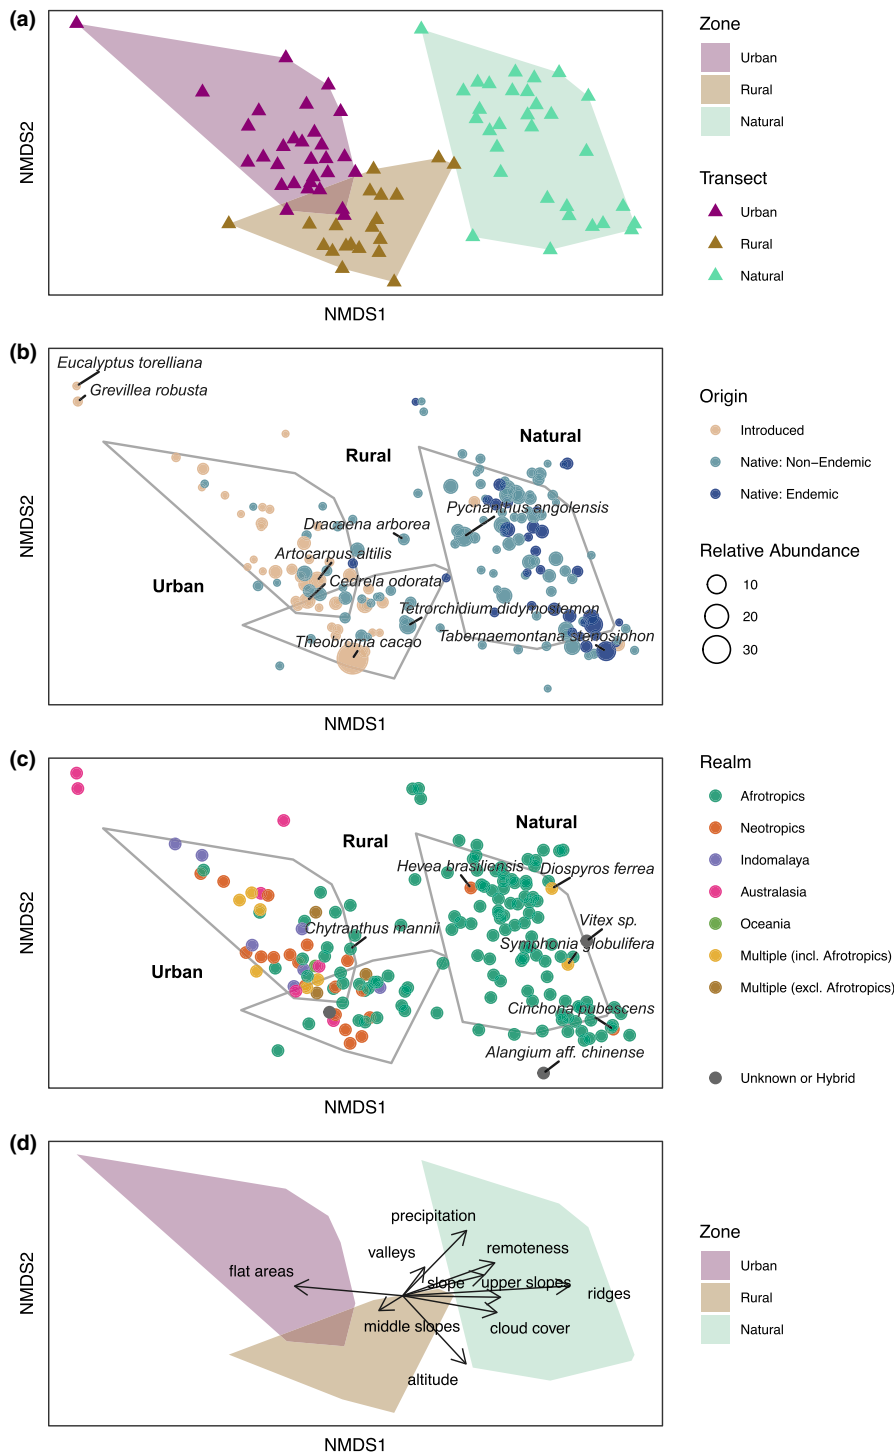 (a)
NMDS2
NMDS1
Zone
Urban
Rural
Natural
Transect
Urban
Rural
Natural
(b)
Eucalyptus torelliana
Grevillea robusta
Rural
Natural
Pycnanthus angolensis
Dracaena arborea
Artocarpus altilis
Urban
Cedrela odorata
Tetrorchidium didymostemon
Theobroma cacao
Tabernaemontana stenosiphon
NMDS2
NMDS1
Origin
Introduced
Native: Non−Endemic
Native: Endemic
Relative Abundance
10
20
30
(c)
Rural
Natural
Hevea brasiliensis
Diospyros ferrea
Vitex sp.
Chytranthus mannii
Symphonia globulifera
Urban
Cinchona pubescens
Alangium aff. chinense
NMDS2
NMDS1
Realm
Afrotropics
Neotropics
Indomalaya
Australasia
Oceania
Multiple (incl. Afrotropics)
Multiple (excl. Afrotropics)
Unknown or Hybrid
(d)
precipitation
valleys
remoteness
flat areas
slope
upper slopes
ridges
middle slopes
cloud cover
altitude
NMDS2
NMDS1
Zone
Urban
Rural
Natural